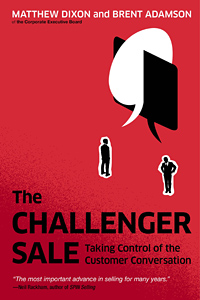 MATTHEW DIXON and BRENT ADAMSON
of the Corporate Executive Board
The
CHALLENGER
SALE
Taking Control of the
Customer Conversation
“The most important advance in selling for many years.”
—Neil Rackham, author of SPIN Selling